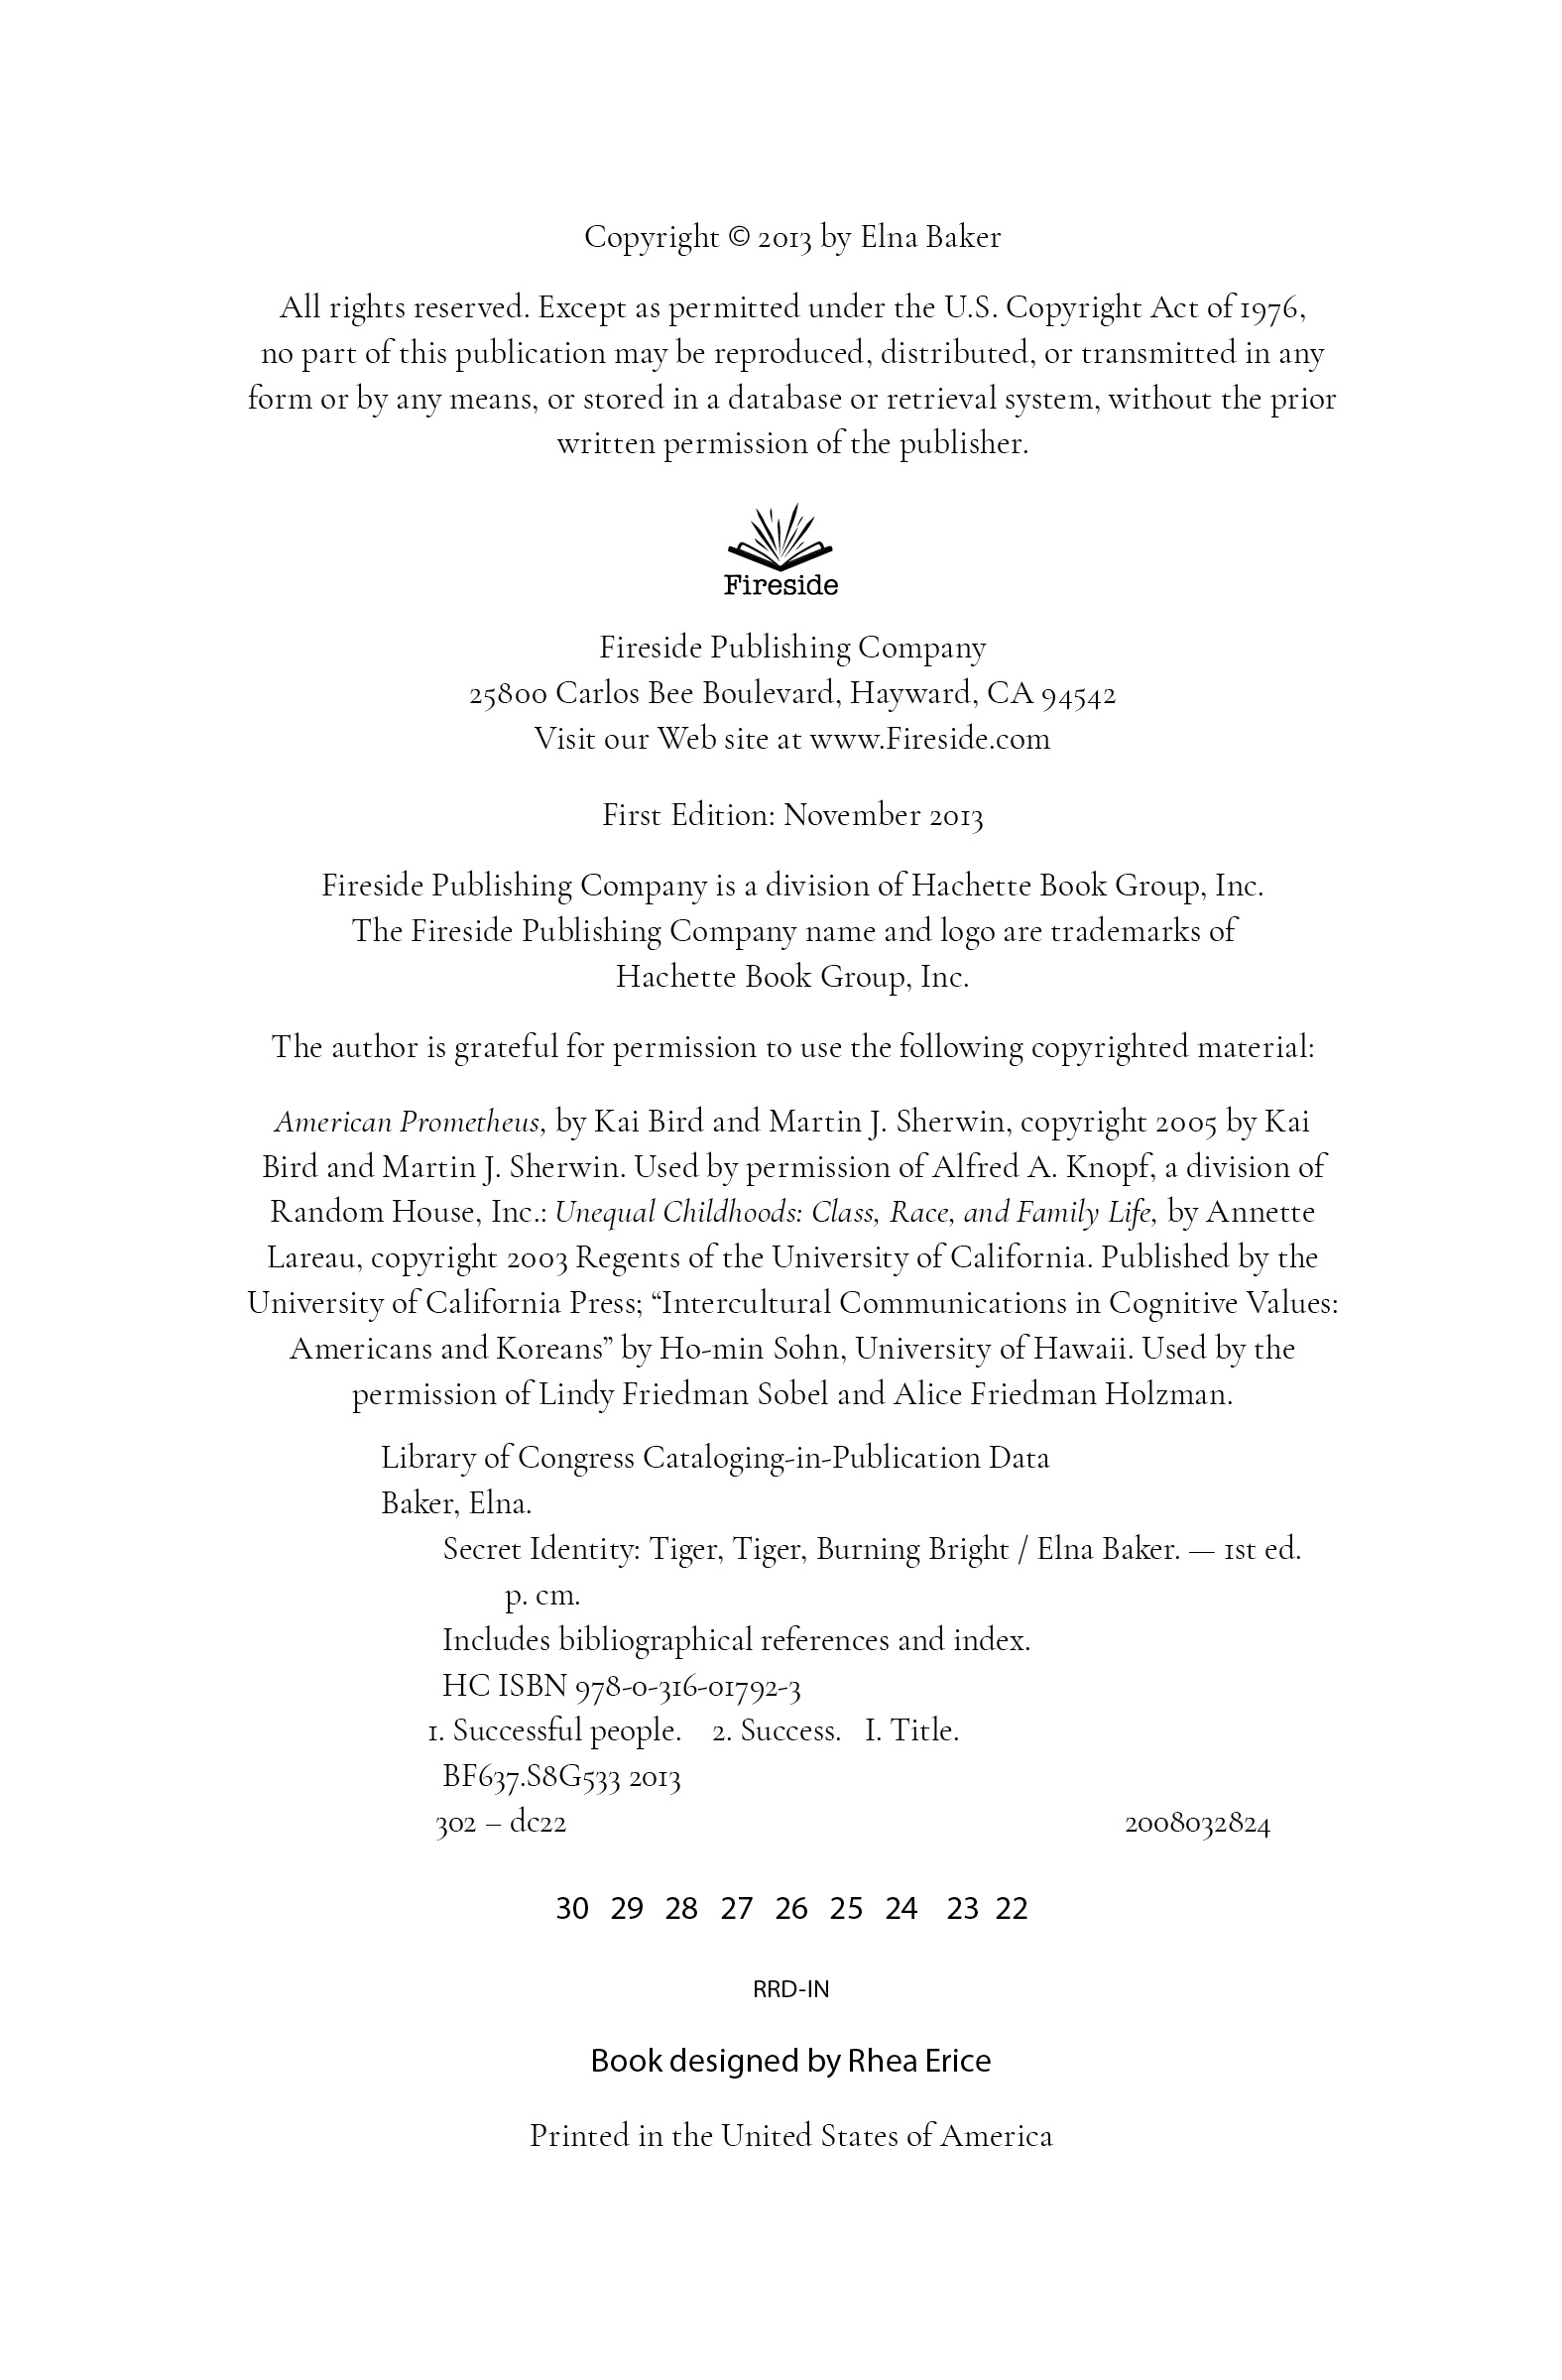 Copyright © 2013 by Elna Baker
All rights reserved. Except as permitted under the U.S. Copyright Act of 1976,
no part of this publication may be reproduced, distributed, or transmitted in any
form or by any means, or stored in a database or retrieval system, without the prior
written permission of the publisher.
Fireside
Fireside Publishing Company
25800 Carlos Bee Boulevard, Hayward, CA 94542
Visit our Web site at www.Fireside.com
First Edition: November 2013
Fireside Publishing Company is a division of Hachette Book Group, Inc.
The Fireside Publishing Company name and logo are trademarks of
Hachette Book Group, Inc.
The author is grateful for permission to use the following copyrighted material:
American Prometheus, by Kai Bird and Martin J. Sherwin, copyright 2005 by Kai
Bird and Martin J. Sherwin. Used by permission of Alfred A. Knopf, a division of
Random House, Inc.: Unequal Childhoods: Class, Race, and Family Life, by Annette
Lareau, copyright 2003 Regents of the University of California. Published by the
University of California Press; “Intercultural Communications in Cognitive Values:
Americans and Koreans” by Ho-min Sohn, University of Hawaii. Used by the
permission of Lindy Friedman Sobel and Alice Friedman Holzman.
Library of Congress Cataloging-in-Publication Data
Baker, Elna.
Secret Identity: Tiger, Tiger, Burning Bright / Elna Baker. — 1st ed.
p. cm.
Includes bibliographical references and index.
HC ISBN 978-0-316-01792-3
1. Successful people. 2. Success. I. Title.
BF637.S8G533 2013
302 – dc22 2008032824
30 29 28 27 26 25 24 23 22
RRD-IN
Book designed by Rhea Erice
Printed in the United States of America